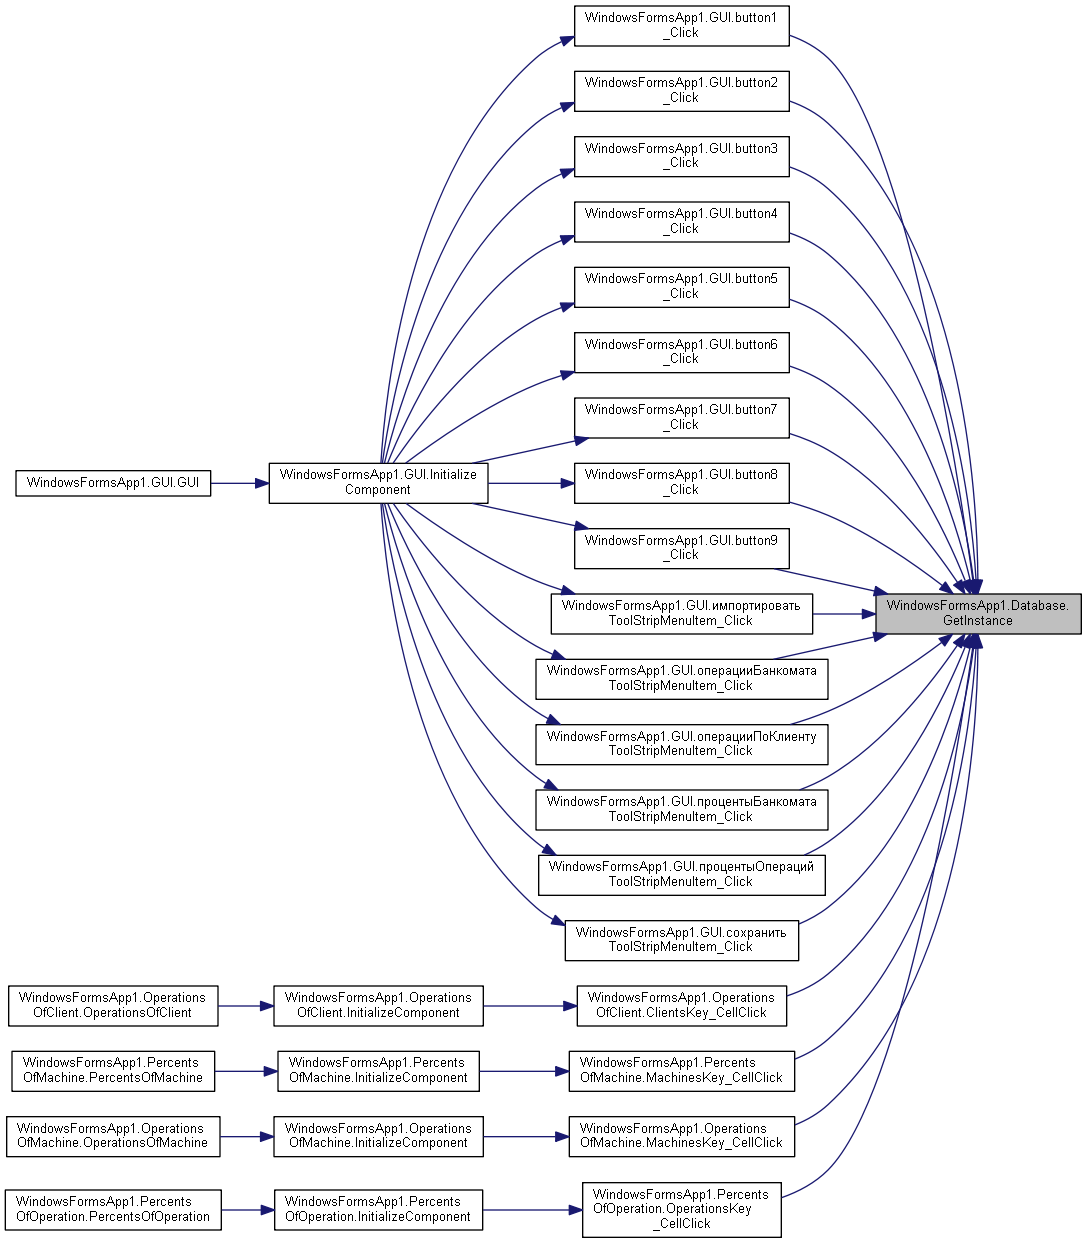 WindowsFormsApp1.GUI.button1
_Click
WindowsFormsApp1.GUI.button2
_Click
WindowsFormsApp1.GUI.button3
_Click
WindowsFormsApp1.GUI.button4
_Click
WindowsFormsApp1.GUI.button5
_Click
WindowsFormsApp1.GUI.button6
_Click
WindowsFormsApp1.GUI.button7
_Click
WindowsFormsApp1.GUI.GUI
WindowsFormsApp1.GUI.Initialize
Component
WindowsFormsApp1.GUI.button8
_Click
WindowsFormsApp1.GUI.button9
_Click
WindowsFormsApp1.GUI.импортировать
ToolStripMenuItem_Click
WindowsFormsApp1.Database.
GetInstance
WindowsFormsApp1.GUI.операцииБанкомата
ToolStripMenuItem_Click
WindowsFormsApp1.GUI.операцииПоКлиенту
ToolStripMenuItem_Click
WindowsFormsApp1.GUI.процентыБанкомата
ToolStripMenuItem_Click
WindowsFormsApp1.GUI.процентыОпераций
ToolStripMenuItem_Click
WindowsFormsApp1.GUI.сохранить
ToolStripMenuItem_Click
WindowsFormsApp1.Operations
OfClient.OperationsOfClient
WindowsFormsApp1.Operations
OfClient.InitializeComponent
WindowsFormsApp1.Operations
OfClient.ClientsKey_CellClick
WindowsFormsApp1.Percents
OfMachine.PercentsOfMachine
WindowsFormsApp1.Percents
OfMachine.InitializeComponent
WindowsFormsApp1.Percents
OfMachine.MachinesKey_CellClick
WindowsFormsApp1.Operations
OfMachine.OperationsOfMachine
WindowsFormsApp1.Operations
OfMachine.InitializeComponent
WindowsFormsApp1.Operations
OfMachine.MachinesKey_CellClick
WindowsFormsApp1.Percents
OfOperation.PercentsOfOperation
WindowsFormsApp1.Percents
OfOperation.InitializeComponent
WindowsFormsApp1.Percents
OfOperation.OperationsKey
_CellClick